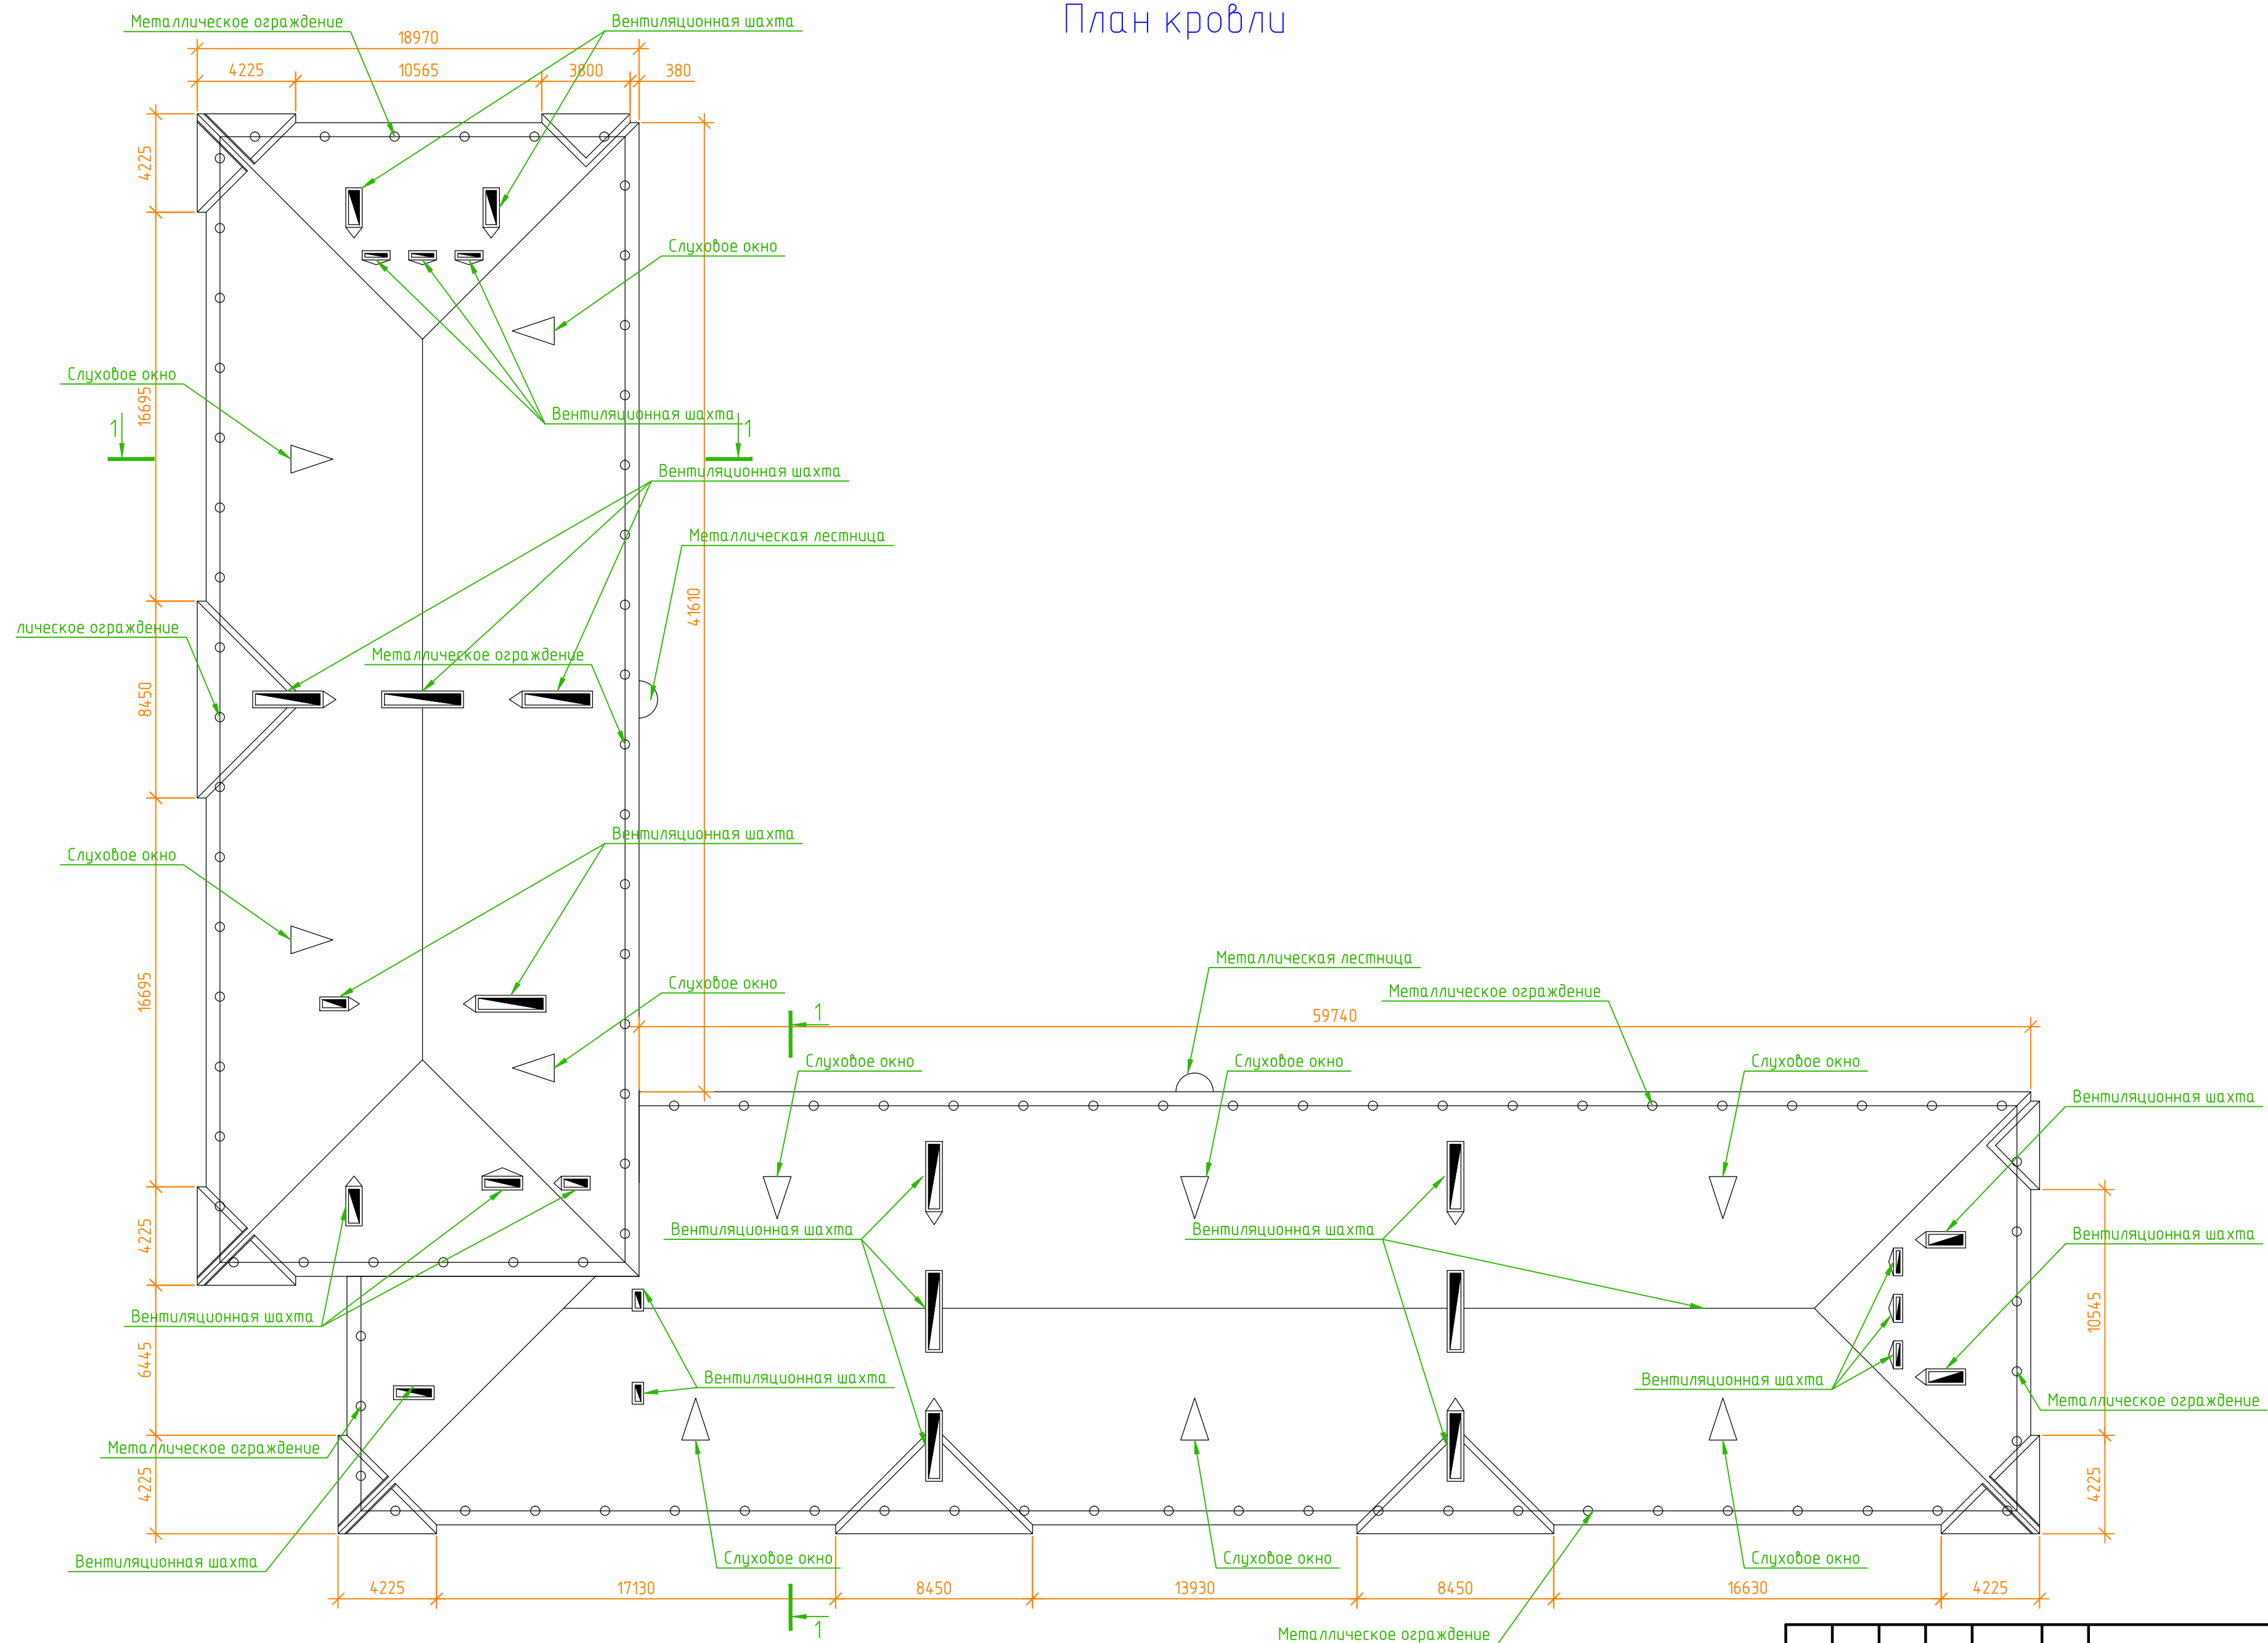 План кровли
Металлическое ограждение
Вентиляционная шахта
18970
4225
10565
3800
380
4225
Слуховое окно
Слуховое окно
16695
Вентиляционная шахта
1
1
Вентиляционная шахта
Металлическая лестница
41610
лическое ограждение
Металлическое ограждение
8450
Вентиляционная шахта
Слуховое окно
Металлическая лестница
Слуховое окно
16695
Металлическое ограждение
1
59740
Слуховое окно
Слуховое окно
Слуховое окно
Вентиляционная шахта
4225
Вентиляционная шахта
Вентиляционная шахта
Вентиляционная шахта
Вентиляционная шахта
10545
6445
Вентиляционная шахта
Вентиляционная шахта
Металлическое ограждение
Металлическое ограждение
4225
4225
Вентиляционная шахта
Слуховое окно
Слуховое окно
Слуховое окно
4225
17130
8450
13930
8450
16630
4225
1
Металлическое ограждение